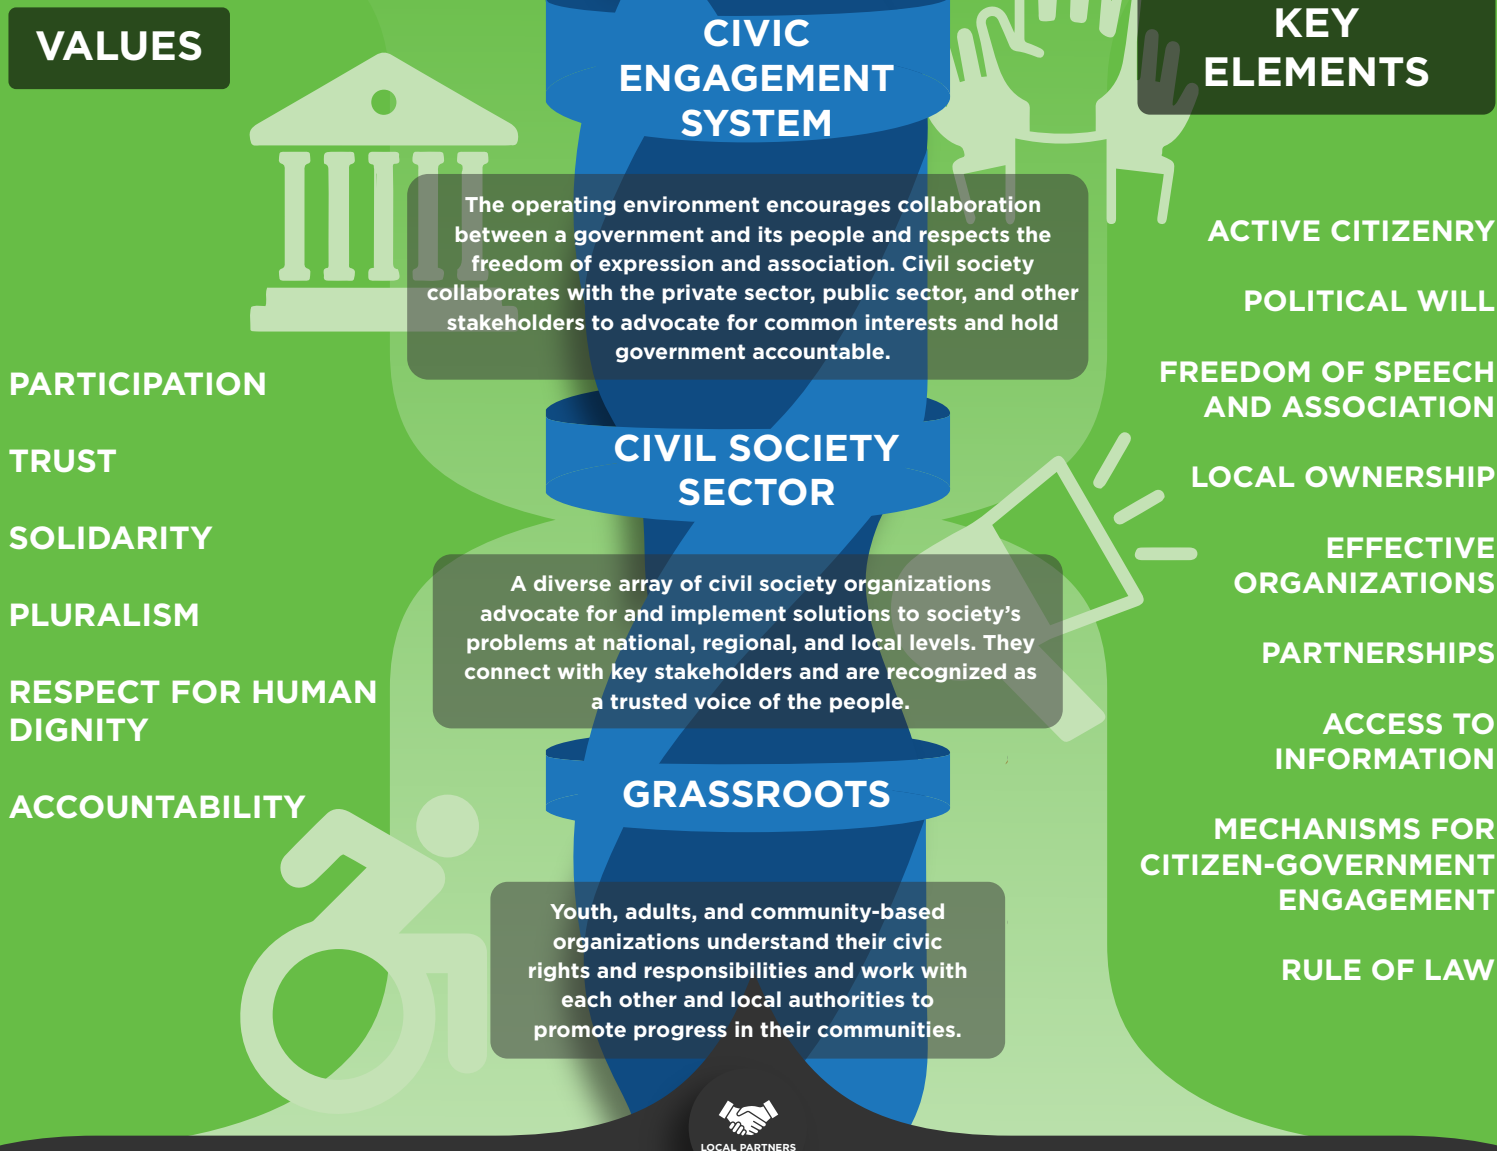 VALUES
PARTICIPATION
TRUST
SOLIDARITY
PLURALISM
RESPECT FOR HUMAN
DIGNITY
ACCOUNTABILITY
CIVIC
ENGAGEMENT
SYSTEM
The operating environment encourages collaboration
between a government and its people and respects the
freedom of expression and association. Civil society
collaborates with the private sector, public sector, and other
stakeholders to advocate for common interests and hold
government accountable.
CIVIL SOCIETY
SECTOR
A diverse array of civil society organizations
advocate for and implement solutions to society’s
problems at national, regional, and local levels. They
connect with key stakeholders and are recognized as
a trusted voice of the people.
GRASSROOTS
Youth, adults, and community-based
organizations understand their civic
rights and responsibilities and work with
each other and local authorities to
promote progress in their communities.
LOCAL PARTNERS
KEY
ELEMENTS
ACTIVE CITIZENRY
POLITICAL WILL
FREEDOM OF SPEECH
AND ASSOCIATION
LOCAL OWNERSHIP
EFFECTIVE
ORGANIZATIONS
PARTNERSHIPS
ACCESS TO
INFORMATION
MECHANISMS FOR
CITIZEN-GOVERNMENT
ENGAGEMENT
RULE OF LAW